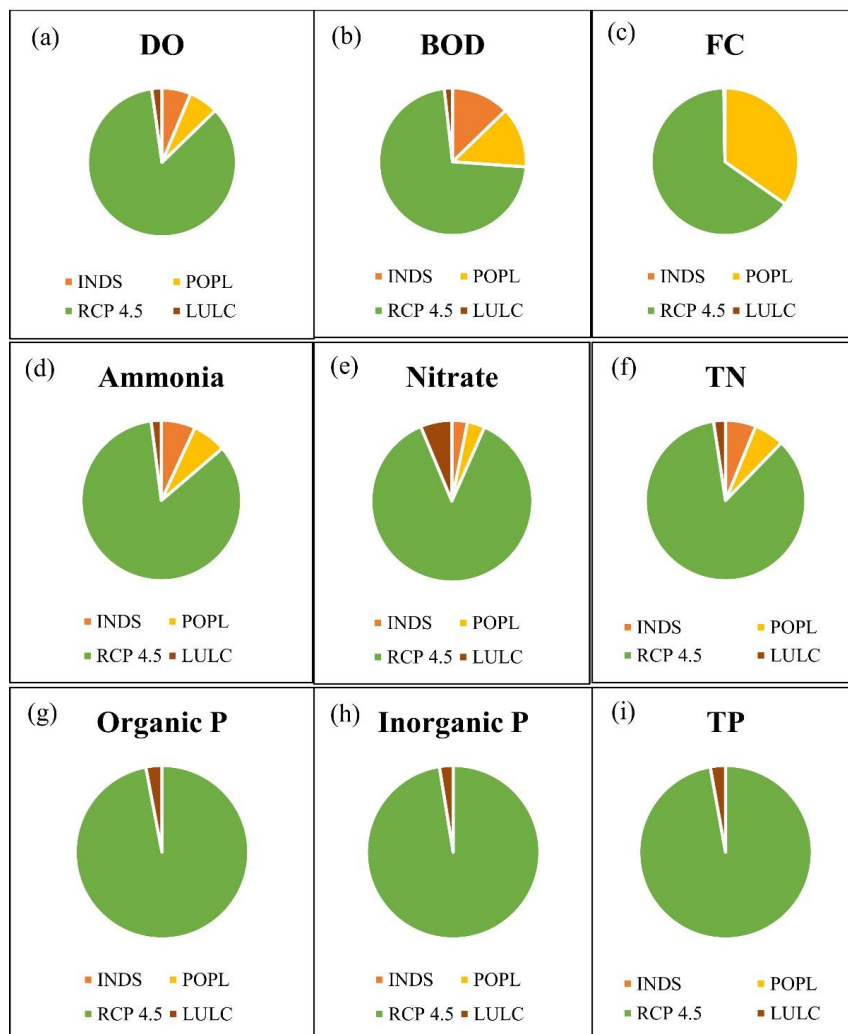 (a)
DO
INDS POPL
RCP 4.5 LULC
(b)
BOD
INDS POPL
RCP 4.5 LULC
(c)
FC
INDS POPL
RCP 4.5 LULC
(d)
Ammonia
INDS POPL
RCP 4.5 LULC
(e)
Nitrate
INDS POPL
RCP 4.5 LULC
(f)
TN
INDS POPL
RCP 4.5 LULC
(g)
Organic P
INDS POPL
RCP 4.5 LULC
(h)
Inorganic P
INDS POPL
RCP 4.5 LULC
(i)
TP
INDS POPL
RCP 4.5 LULC